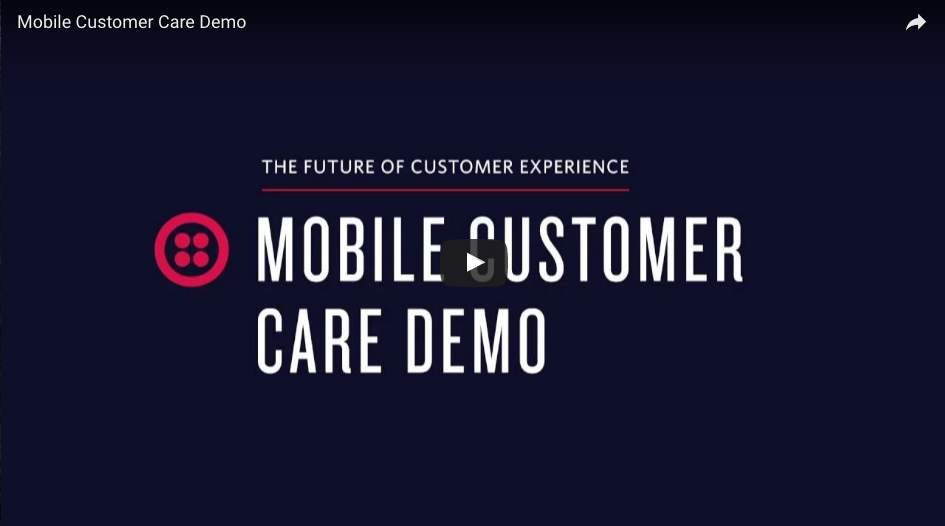 Mobile Customer Care Demo
THE FUTURE OF CUSTOMER EXPERIENCE
MOBILE CUSTOMER
CARE DEMO